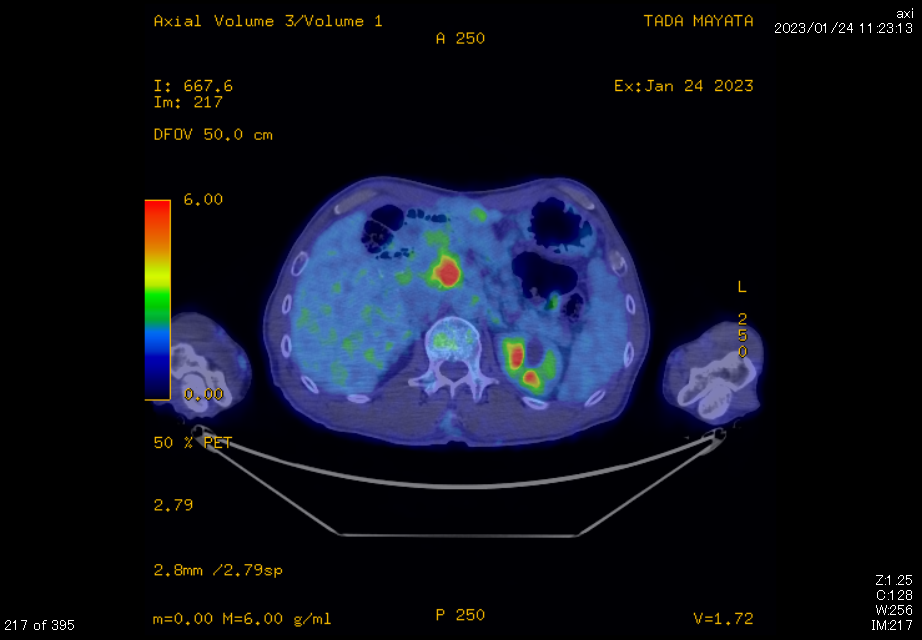 Axial Volume 3/Volume 1
TADA MAYATA
axi
2023/01/24 11:23:13
A 250
I: 667.6
Im: 217
Ex:Jan 24 2023
DFOV 50.0 cm
6.00
L
2
5
0
0.00
50 % PET
2.79
2.8mm /2.79sp
m=0.00 M=6.00 g/ml
P 250
V=1.72
Z:1.25
C:128
W:256
IM:217
217 of 395